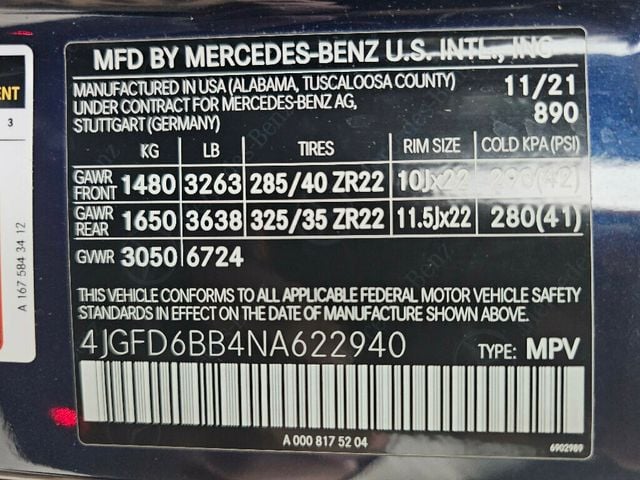 MFD BY MERCEDES-BENZ U.S. INTL., INC
MANUFACTURED IN USA (ALABAMA, TUSCALOOSA COUNTY) 11/21
UNDER CONTRACT FOR MERCEDES-BENZ AG, 890
STUTTGART (GERMANY)
KG LB TIRES RIM SIZE COLD KPA (PSI)
GAWR FRONT 1480 3263 285/40 ZR22 10Jx22 290(42)
GAWR REAR 1650 3638 325/35 ZR22 11.5Jx22 280(41)
GVWR 3050 6724
THIS VEHICLE CONFORMS TO ALL APPLICABLE FEDERAL MOTOR VEHICLE SAFETY
STANDARDS IN EFFECT ON THE DATE OF MANUFACTURE SHOWN ABOVE.
4JGFD6BB4NA622940 TYPE: MPV
A 000 817 52 04
6902989
ENT
3
A 167 584 34 12